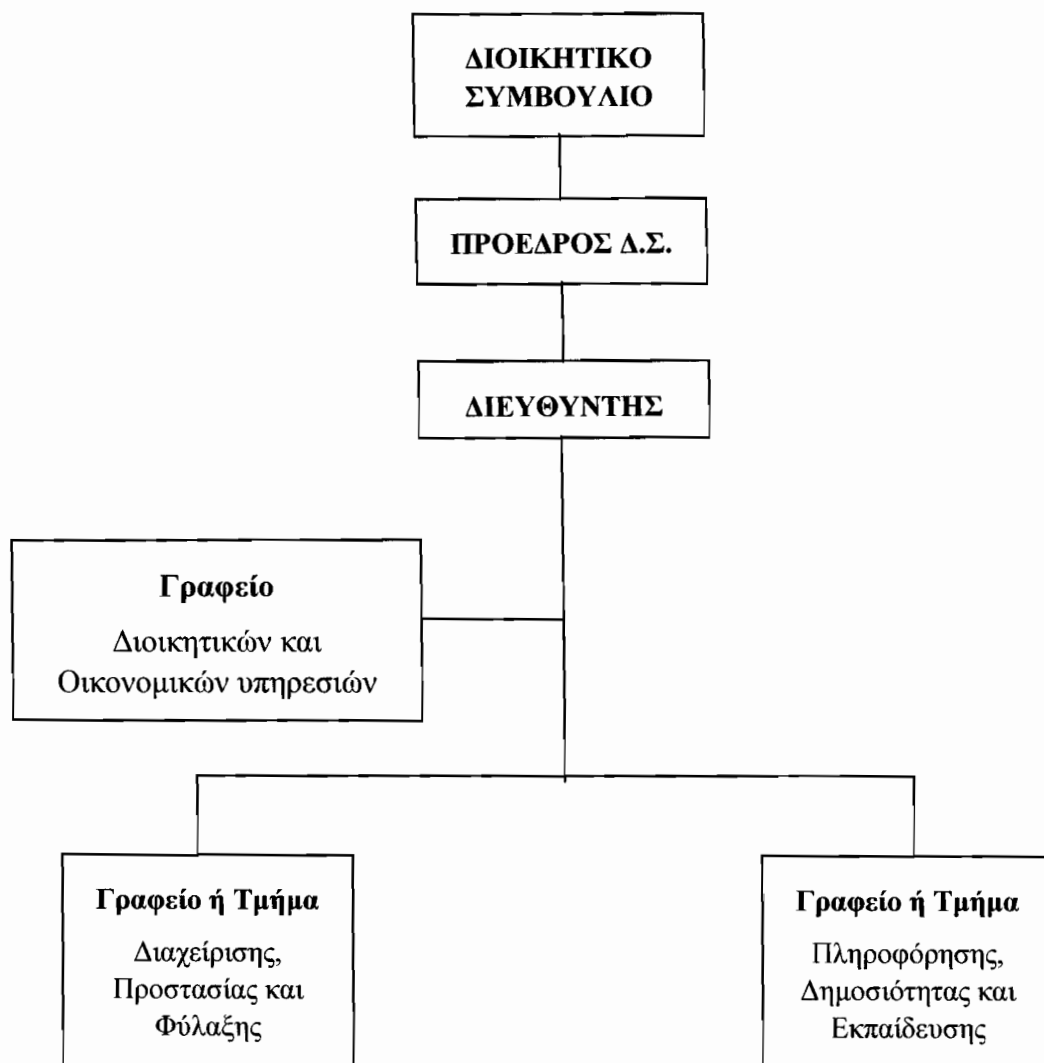 ΔΙΟΙΚΗΤΙΚΟ
ΣΥΜΒΟΥΛΙΟ
ΠΡΟΕΔΡΟΣ Δ.Σ.
ΔΙΕΥΘΥΝΤΗΣ
Γραφείο
Διοικητικών και
Οικονομικών υπηρεσιών
Γραφείο ή Τμήμα
Διαχείρισης,
Προστασίας και
Φύλαξης
Γραφείο ή Τμήμα
Πληροφόρησης,
Δημοσιότητας και
Εκπαίδευσης